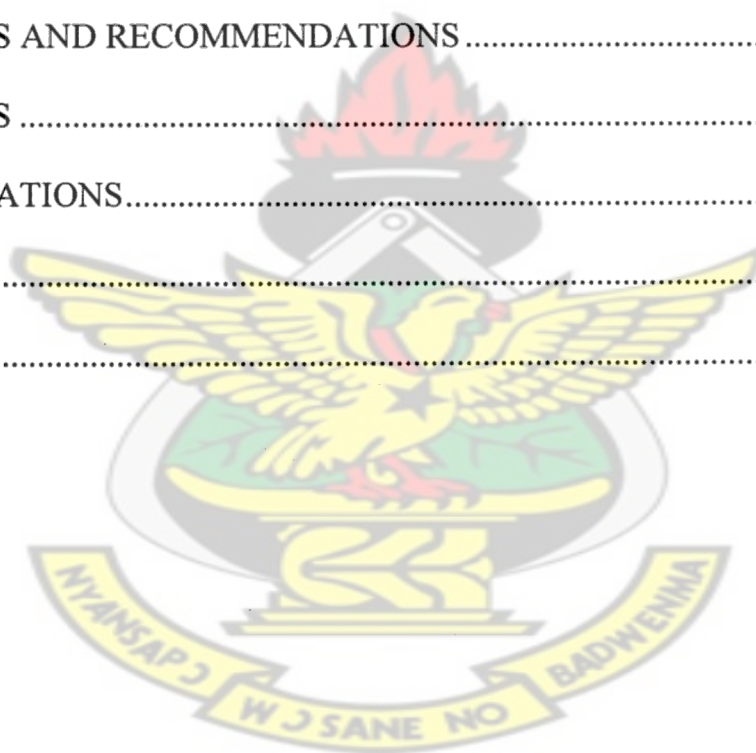 S AND RECOMMENDATIONS ..............................
S ..........................................................................
ATIONS................................................................
............................................................................
............................................................................
NYANSAPƆ
WƆSANE NO
BADWENMA